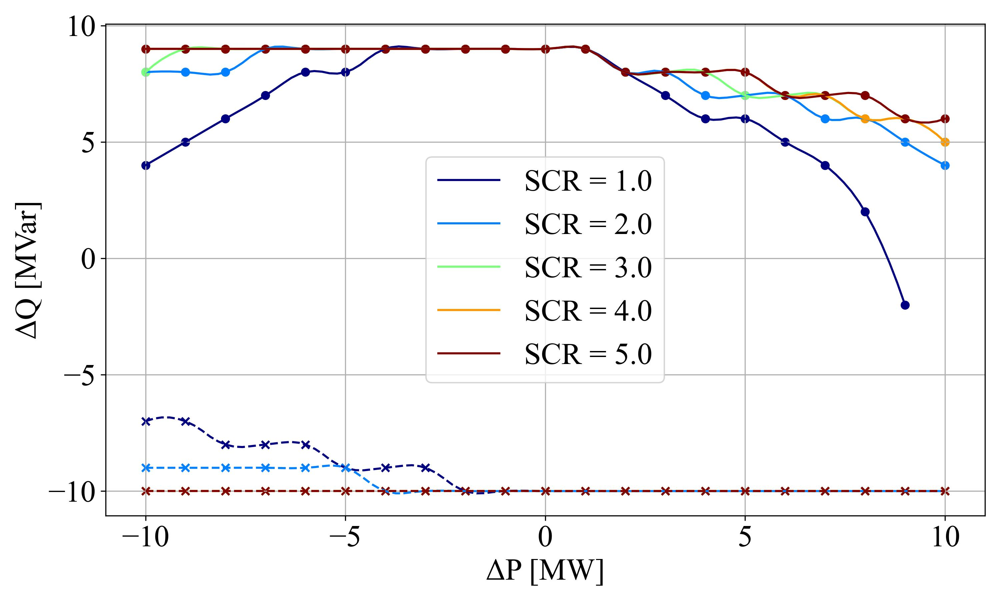 10
5
0
−5
−10
ΔQ [MVar]
SCR = 1.0
SCR = 2.0
SCR = 3.0
SCR = 4.0
SCR = 5.0
−10 −5 0 5 10
ΔP [MW]